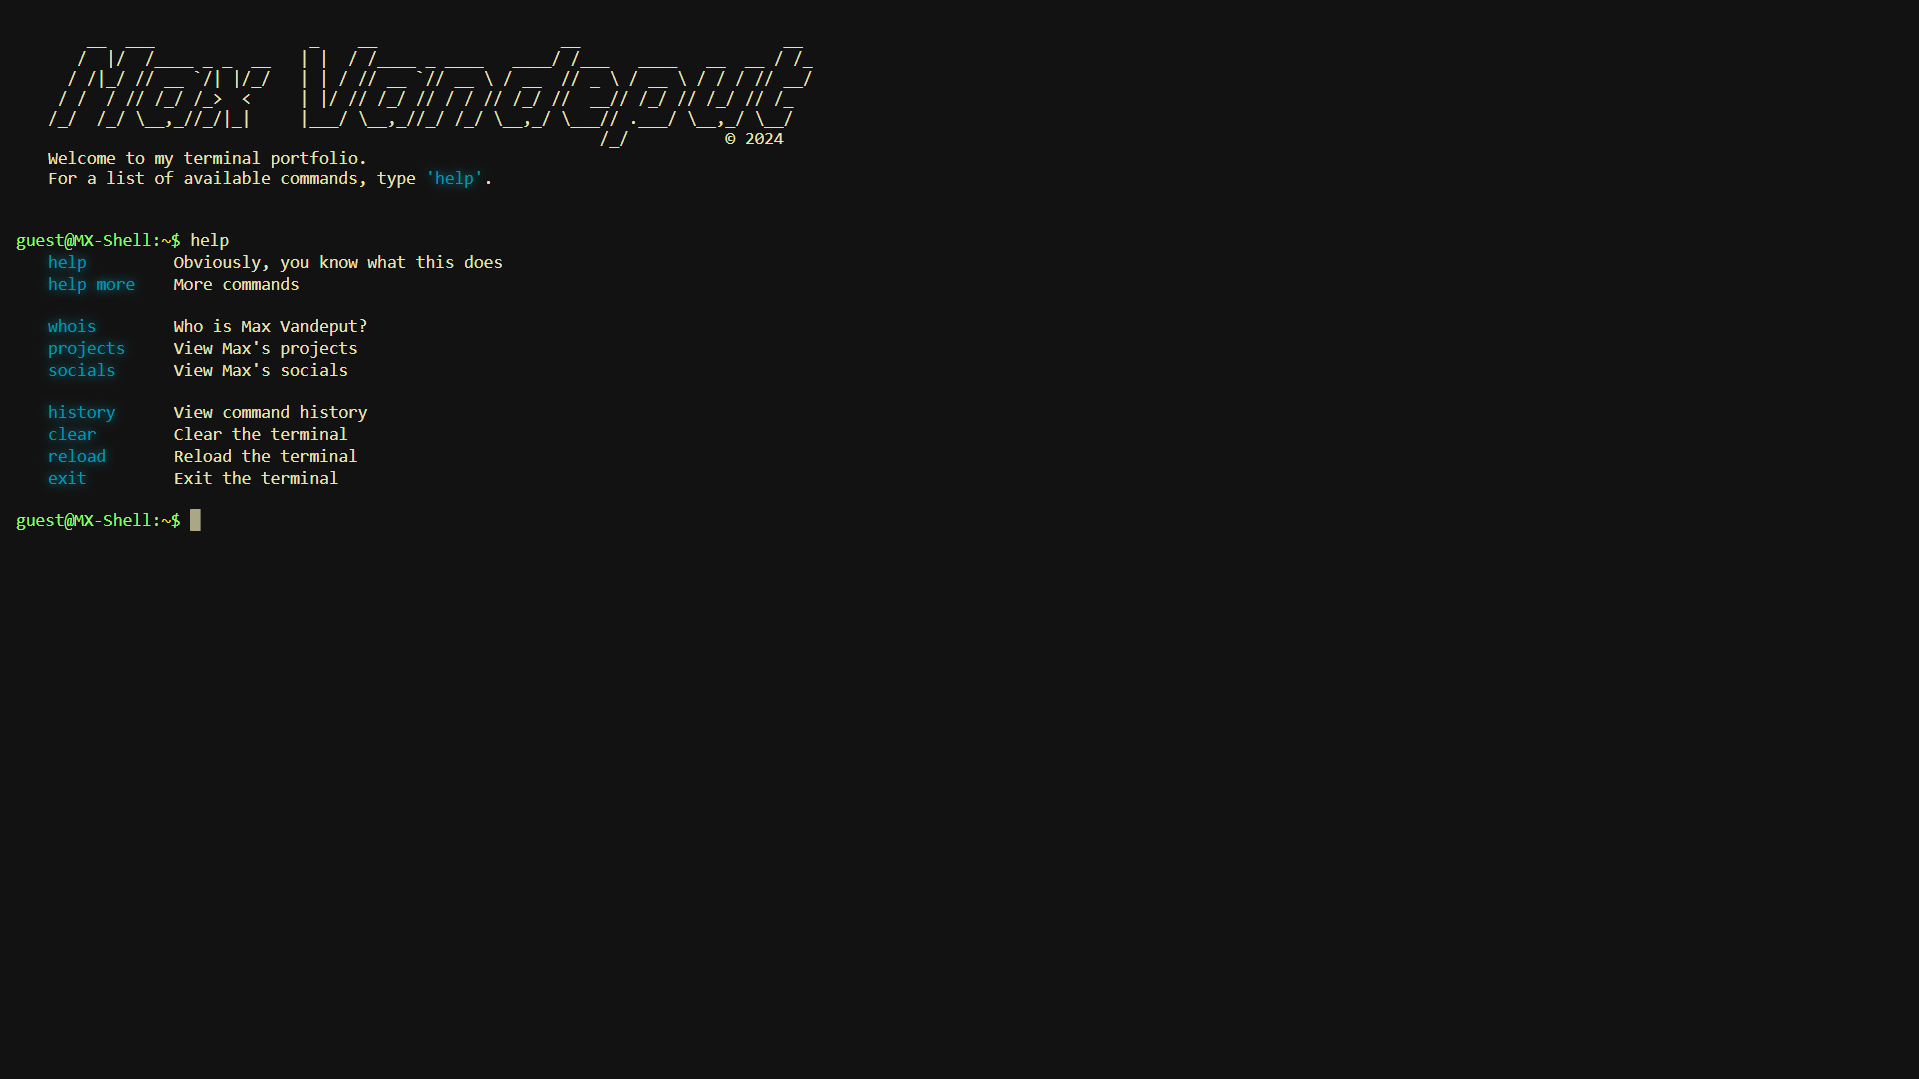 Max Vandeput
© 2024
Welcome to my terminal portfolio.
For a list of available commands, type 'help'.
guest@MX-Shell:~$ help
help Obviously, you know what this does
help more More commands
whois Who is Max Vandeput?
projects View Max's projects
socials View Max's socials
history View command history
clear Clear the terminal
reload Reload the terminal
exit Exit the terminal
guest@MX-Shell:~$